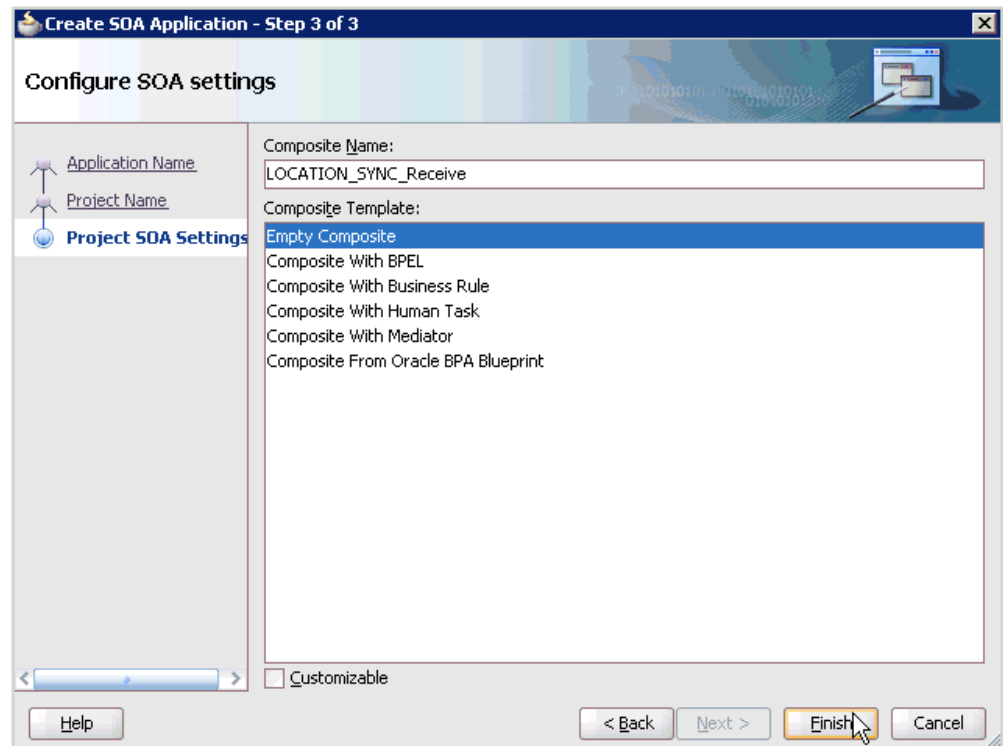 Create SOA Application - Step 3 of 3
Configure SOA settings
Application Name
Project Name
Project SOA Settings
Composite Name:
LOCATION_SYNC_Receive
Composite Template:
Empty Composite
Composite With BPEL
Composite With Business Rule
Composite With Human Task
Composite With Mediator
Composite From Oracle BPA Blueprint
Customizable
Help
< Back
Next >
Finish
Cancel